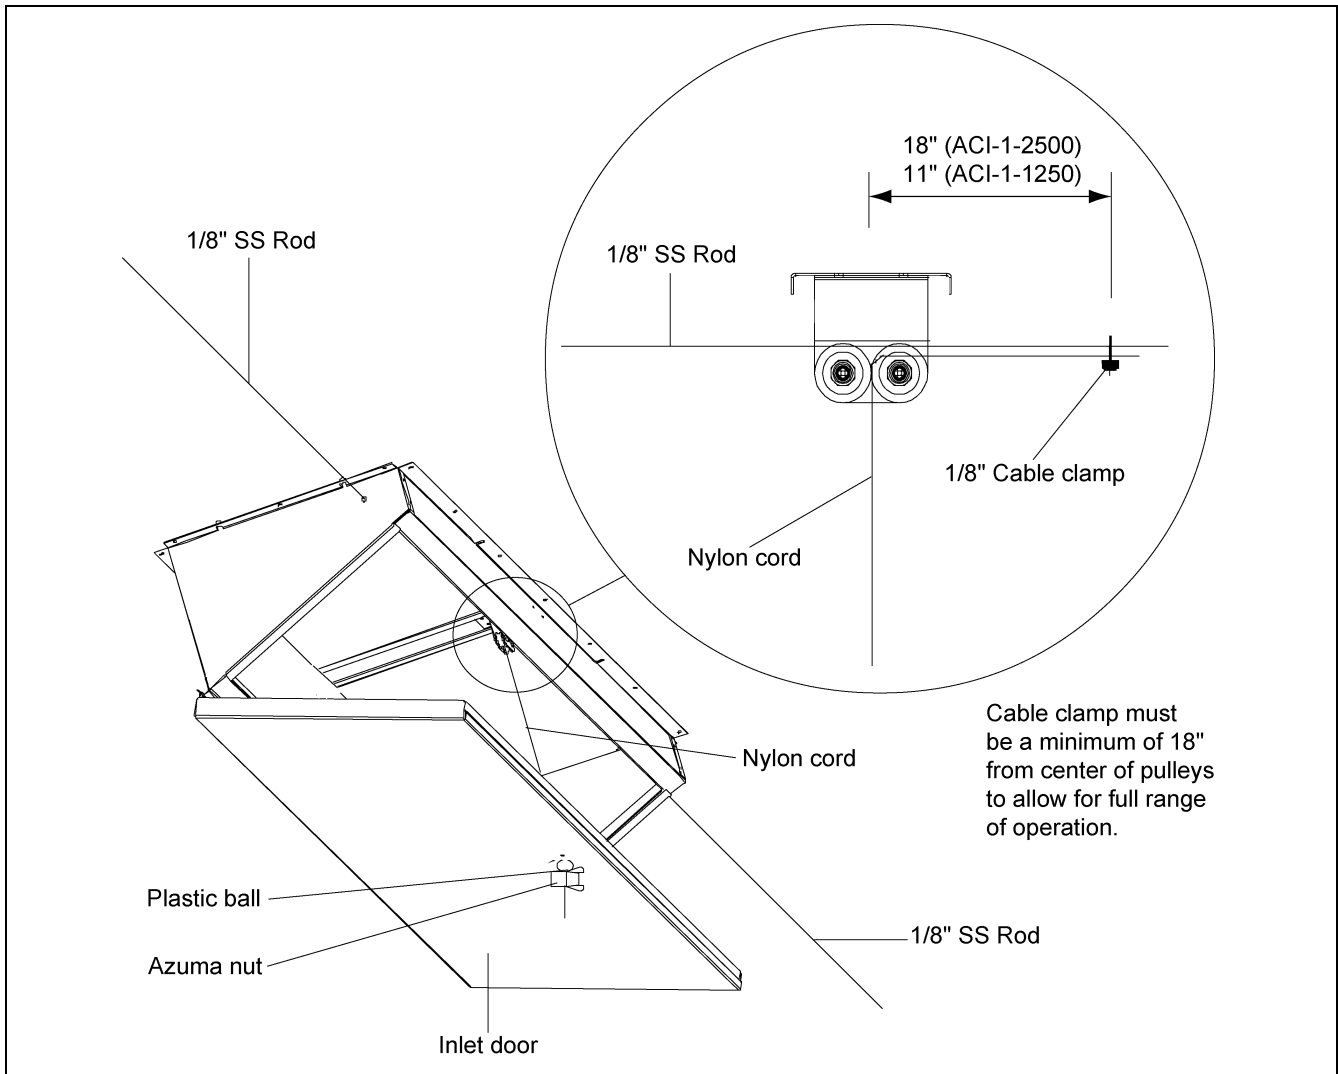 18" (ACI-1-2500)
11" (ACI-1-1250)
1/8" SS Rod
1/8" SS Rod
1/8" Cable clamp
Nylon cord
Cable clamp must
be a minimum of 18"
from center of pulleys
to allow for full range
of operation.
Nylon cord
Plastic ball
1/8" SS Rod
Azuma nut
Inlet door